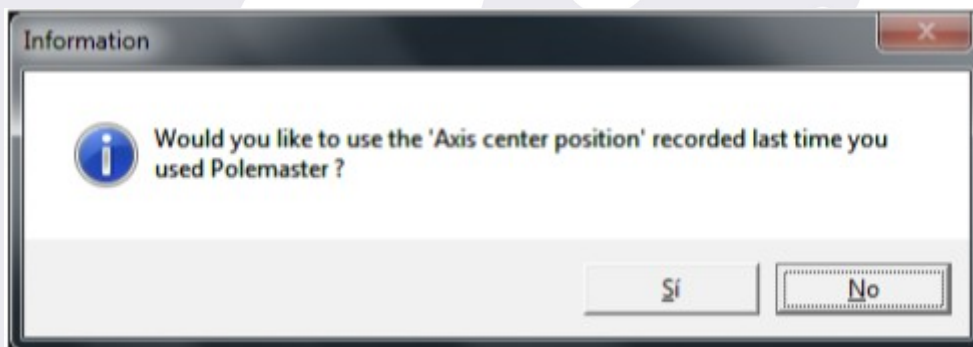 Information
Would you like to use the 'Axis center position' recorded last time you
used Polemaster ?
Sí
No